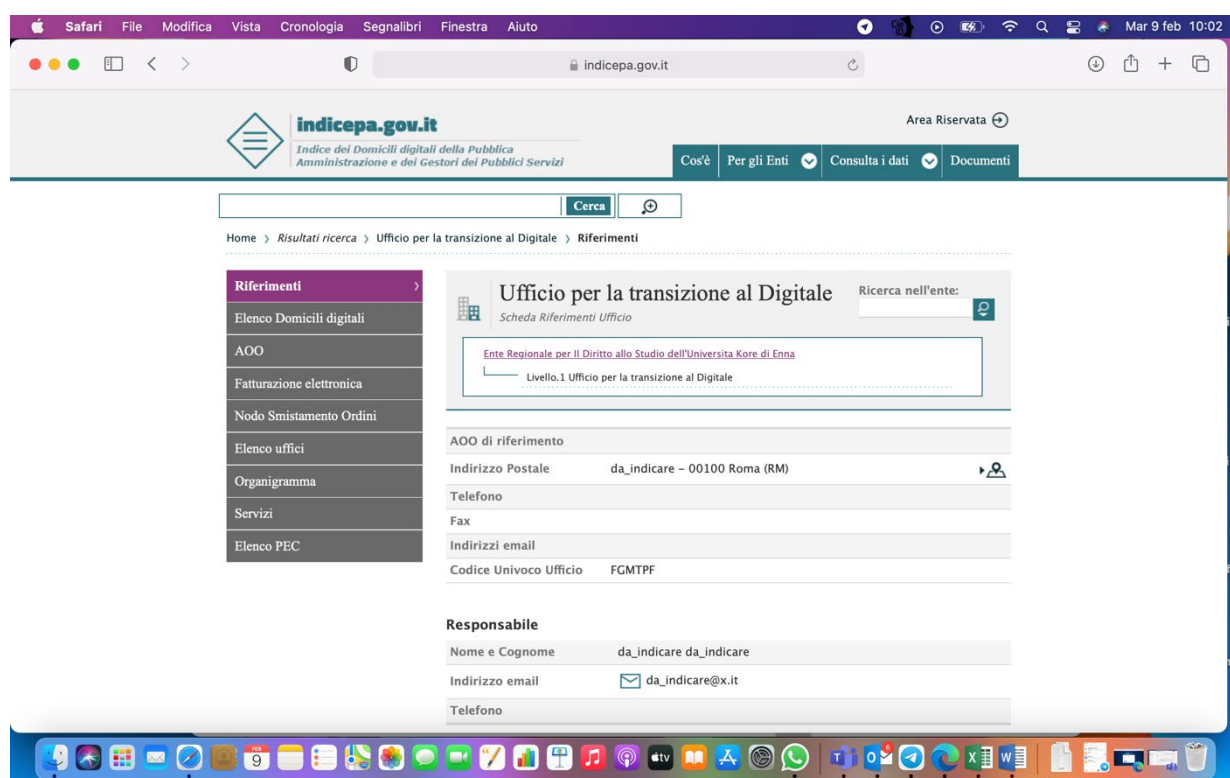 Safari File Modifica Vista Cronologia Segnalibri Finestra Aiuto Mar 9 feb 10:02
indicepa.gov.it
indicepa.gov.it
Indice dei Domicili digitali della Pubblica
Amministrazione e dei Gestori dei Pubblici Servizi
Area Riservata
Cos'è Per gli Enti Consulta i dati Documenti
Cerca
Home > Risultati ricerca > Ufficio per la transizione al Digitale > Riferimenti
Riferimenti
Elenco Domicili digitali
AOO
Fatturazione elettronica
Nodo Smistamento Ordini
Elenco uffici
Organigramma
Servizi
Elenco PEC
Ufficio per la transizione al Digitale
Scheda Riferimenti Ufficio
Ricerca nell'ente:
Ente Regionale per Il Diritto allo Studio dell'Universita Kore di Enna
Livello.1 Ufficio per la transizione al Digitale
AOO di riferimento
Indirizzo Postale da_indicare - 00100 Roma (RM)
Telefono
Fax
Indirizzi email
Codice Univoco Ufficio FGMTPF
Responsabile
Nome e Cognome da_indicare da_indicare
Indirizzo email da_indicare@x.it
Telefono
FEB
9
tv